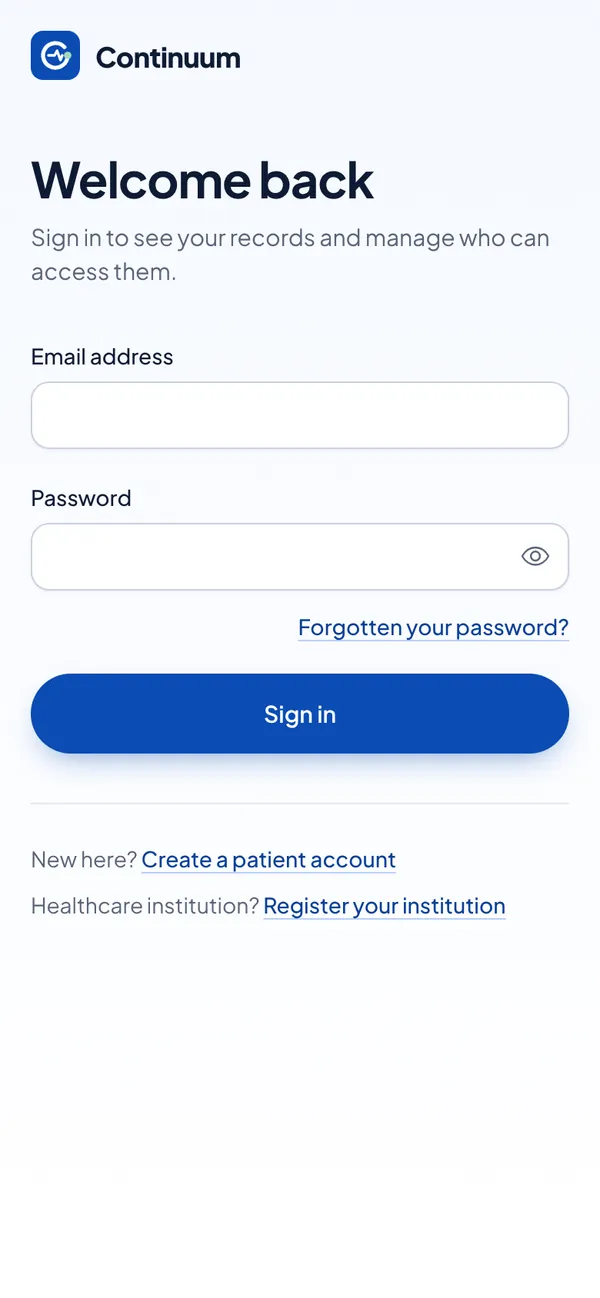 Continuum
Welcome back
Sign in to see your records and manage who can
access them.
Email address
Password
Forgotten your password?
Sign in
New here? Create a patient account
Healthcare institution? Register your institution